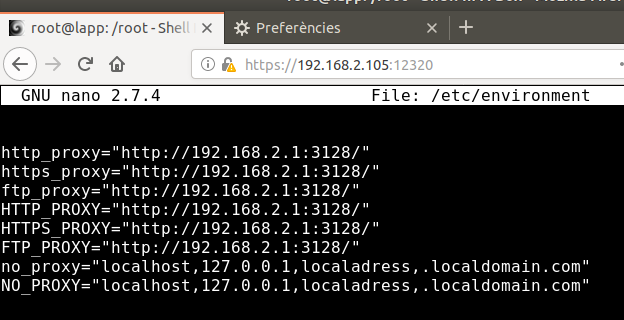 root@lapp: /root - Shell
Preferències
https://192.168.2.105:12320
GNU nano 2.7.4 File: /etc/environment
http_proxy="http://192.168.2.1:3128/"
https_proxy="http://192.168.2.1:3128/"
ftp_proxy="http://192.168.2.1:3128/"
HTTP_PROXY="http://192.168.2.1:3128/"
HTTPS_PROXY="http://192.168.2.1:3128/"
FTP_PROXY="http://192.168.2.1:3128/"
no_proxy="localhost,127.0.0.1,localadress,.localdomain.com"
NO_PROXY="localhost,127.0.0.1,localadress,.localdomain.com"